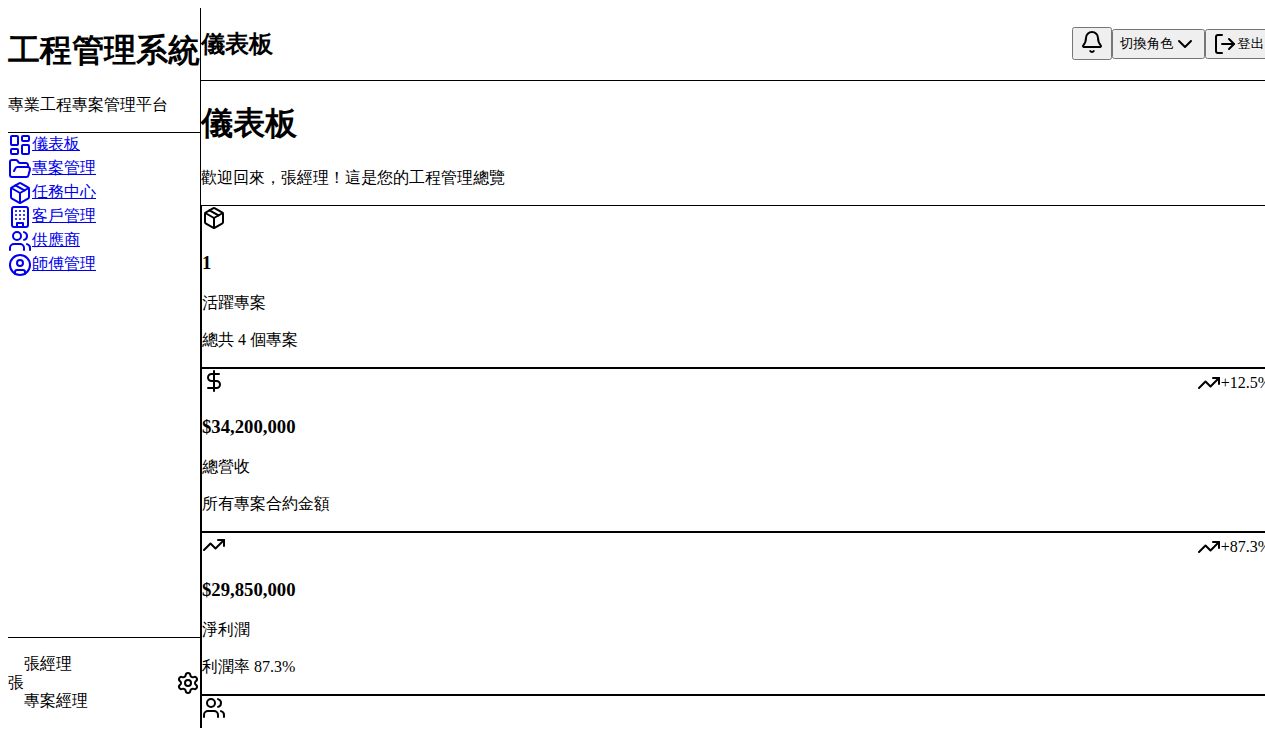 工程管理系統
專業工程專案管理平台
儀表板
專案管理
任務中心
客戶管理
供應商
師傅管理
張
張經理
專案經理
儀表板
切換角色
登出
儀表板
歡迎回來，張經理！這是您的工程管理總覽
1
活躍專案
總共 4 個專案
+12.5%
$34,200,000
總營收
所有專案合約金額
+87.3%
$29,850,000
淨利潤
利潤率 87.3%